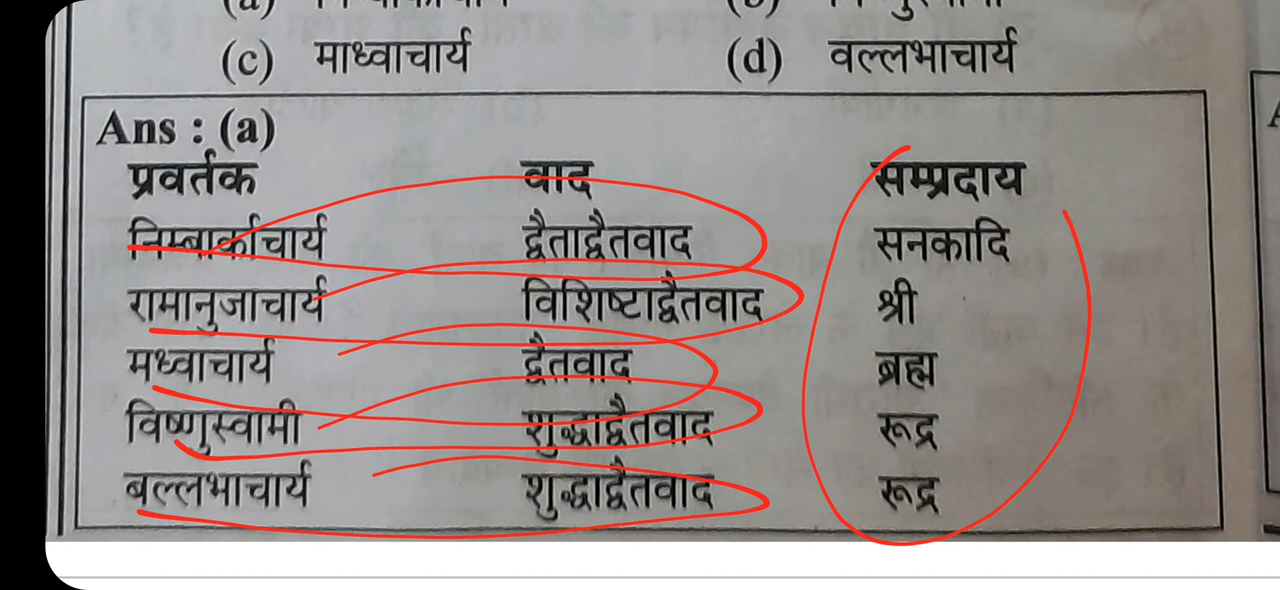 (c) माध्वाचार्य (d) वल्लभाचार्य
Ans : (a)
प्रवर्तक वाद सम्प्रदाय
निम्बार्काचार्य द्वैताद्वैतवाद सनकादि
रामानुजाचार्य विशिष्टाद्वैतवाद श्री
मध्वाचार्य द्वैतवाद ब्रह्म
विष्णुस्वामी शुद्धाद्वैतवाद रूद्र
बल्लभाचार्य शुद्धाद्वैतवाद रूद्र